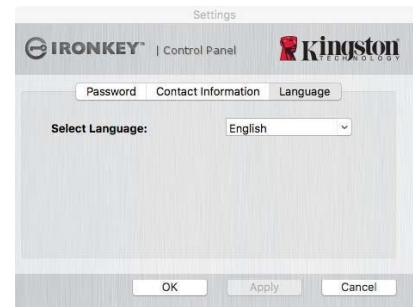 Settings
IRONKEY™ | Control Panel
Kingston
TECHNOLOGY
Password Contact Information Language
Select Language: English
OK Apply Cancel